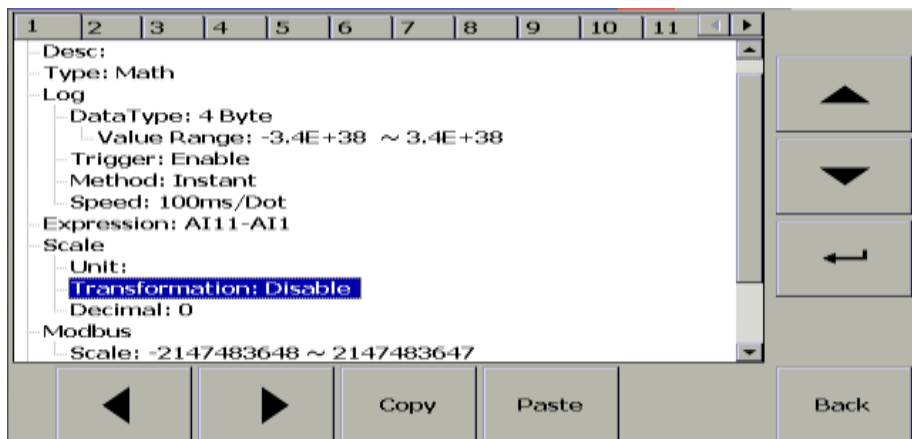 1 2 3 4 5 6 7 8 9 10 11
Desc:
Type: Math
Log
DataType: 4 Byte
Value Range: -3.4E+38 ~ 3.4E+38
Trigger: Enable
Method: Instant
Speed: 100ms/Dot
Expression: AI11-AI1
Scale
Unit:
Transformation: Disable
Decimal: 0
Modbus
Scale: -2147483648 ~ 2147483647
Copy Paste Back